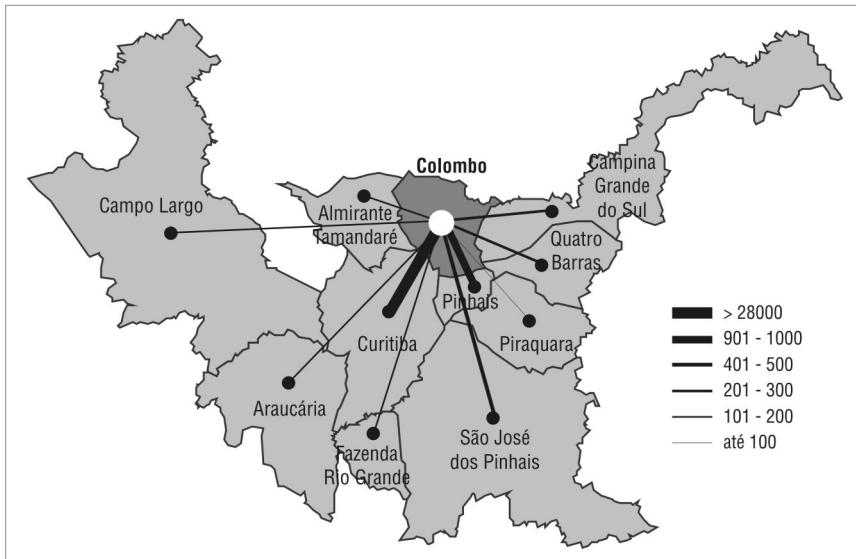 Colombo
Campina
Grande
do Sul
Campo Largo
Almirante
Tamandaré
Quatro
Barras
Pinhais
Curitiba
Piraquara
Araucária
São José
dos Pinhais
Fazenda
Rio Grande
> 28000
901 - 1000
401 - 500
201 - 300
101 - 200
até 100